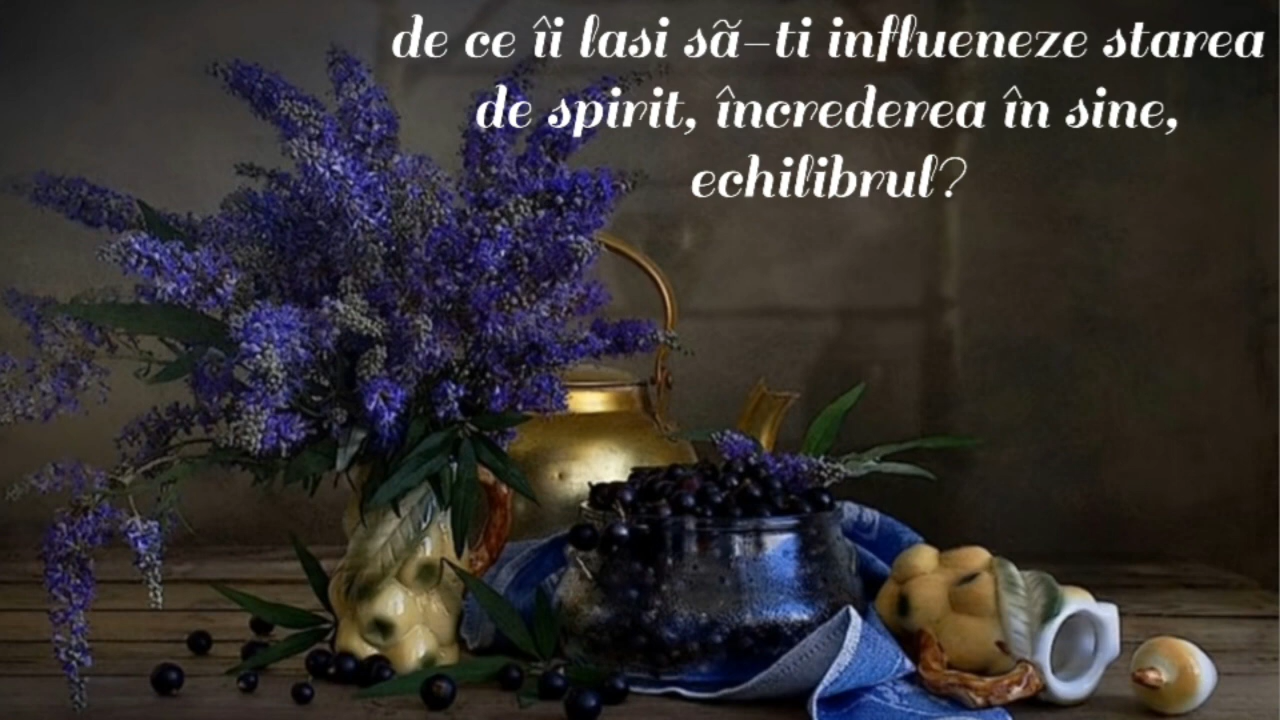 de ce îi lasi sã-ti influeneze starea
de spirit, încrederea în sine,
echilibrul?